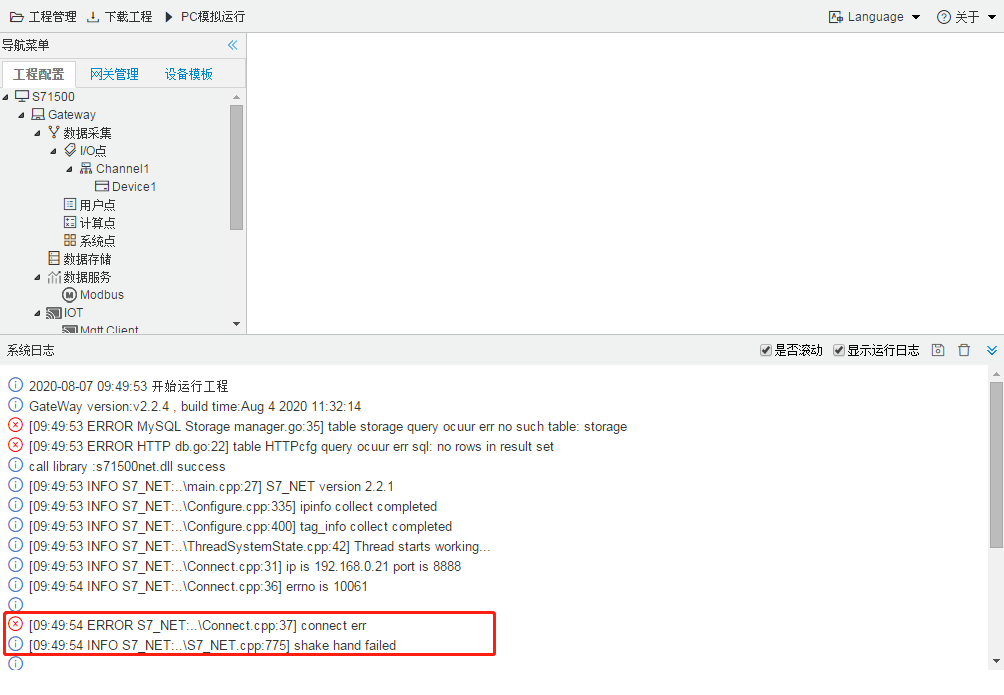 工程管理 下载工程 PC模拟运行 Language 关于
导航菜单
工程配置 网关管理 设备模板
S71500
Gateway
数据采集
I/O点
Channel1
Device1
用户点
计算点
系统点
数据存储
数据服务
Modbus
IOT
Mqtt Client
系统日志 是否滚动 显示运行日志
2020-08-07 09:49:53 开始运行工程
GateWay version:v2.2.4 , build time:Aug 4 2020 11:32:14
[09:49:53 ERROR MySQL Storage manager.go:35] table storage query ocuur err no such table: storage
[09:49:53 ERROR HTTP db.go:22] table HTTPcfg query ocuur err sql: no rows in result set
call library :s71500net.dll success
[09:49:53 INFO S7_NET:..\main.cpp:27] S7_NET version 2.2.1
[09:49:53 INFO S7_NET:..\Configure.cpp:335] ipinfo collect completed
[09:49:53 INFO S7_NET:..\Configure.cpp:400] tag_info collect completed
[09:49:53 INFO S7_NET:..\ThreadSystemState.cpp:42] Thread starts working...
[09:49:53 INFO S7_NET:..\Connect.cpp:31] ip is 192.168.0.21 port is 8888
[09:49:54 INFO S7_NET:..\Connect.cpp:36] errno is 10061
[09:49:54 ERROR S7_NET:..\Connect.cpp:37] connect err
[09:49:54 INFO S7_NET:..\S7_NET.cpp:775] shake hand failed